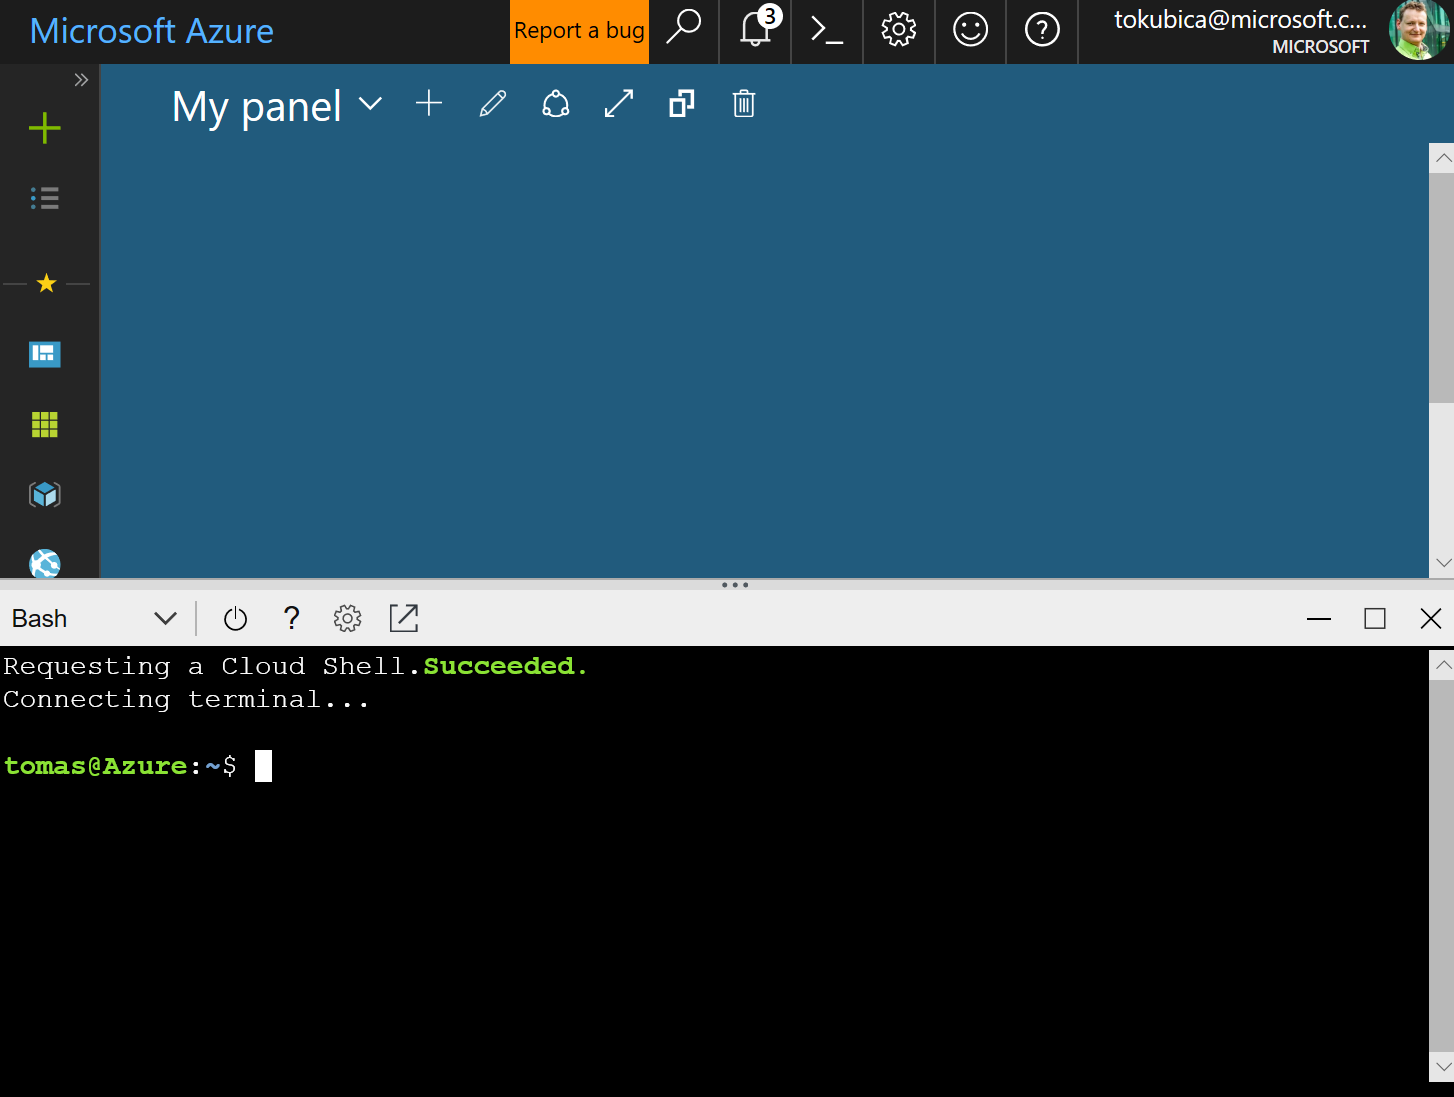 Microsoft Azure
Report a bug
3
tokubica@microsoft.c...
MICROSOFT
My panel
Bash
?
Requesting a Cloud Shell.Succeeded.
Connecting terminal...
tomas@Azure:~$